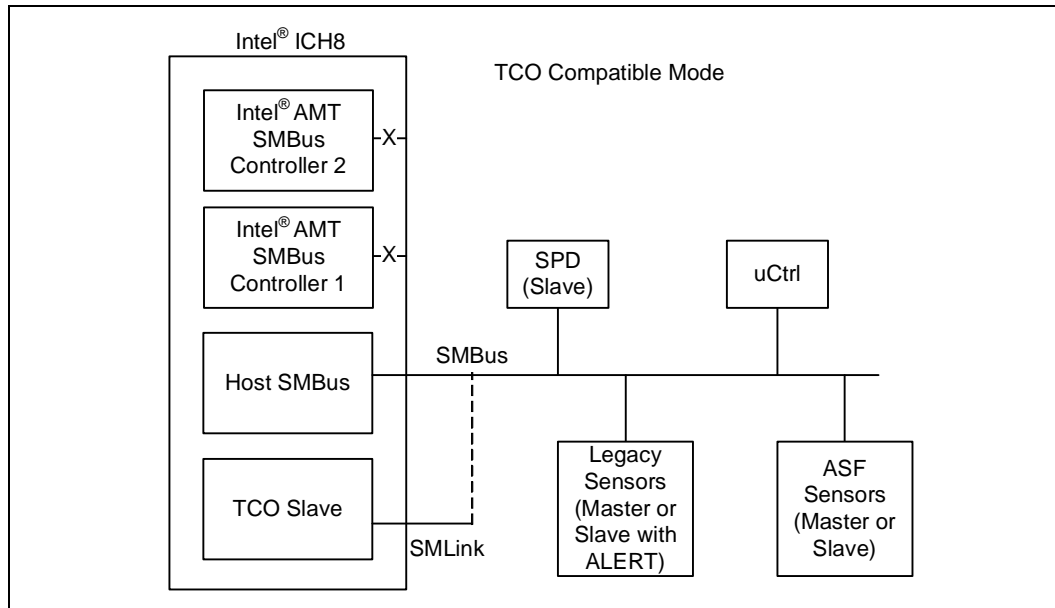 Intel® ICH8
TCO Compatible Mode
Intel® AMT
SMBus
Controller 2
X
Intel® AMT
SMBus
Controller 1
X
SPD
(Slave)
uCtrl
SMBus
Host SMBus
Legacy
Sensors
(Master or
Slave with
ALERT)
ASF
Sensors
(Master or
Slave)
TCO Slave
SMLink